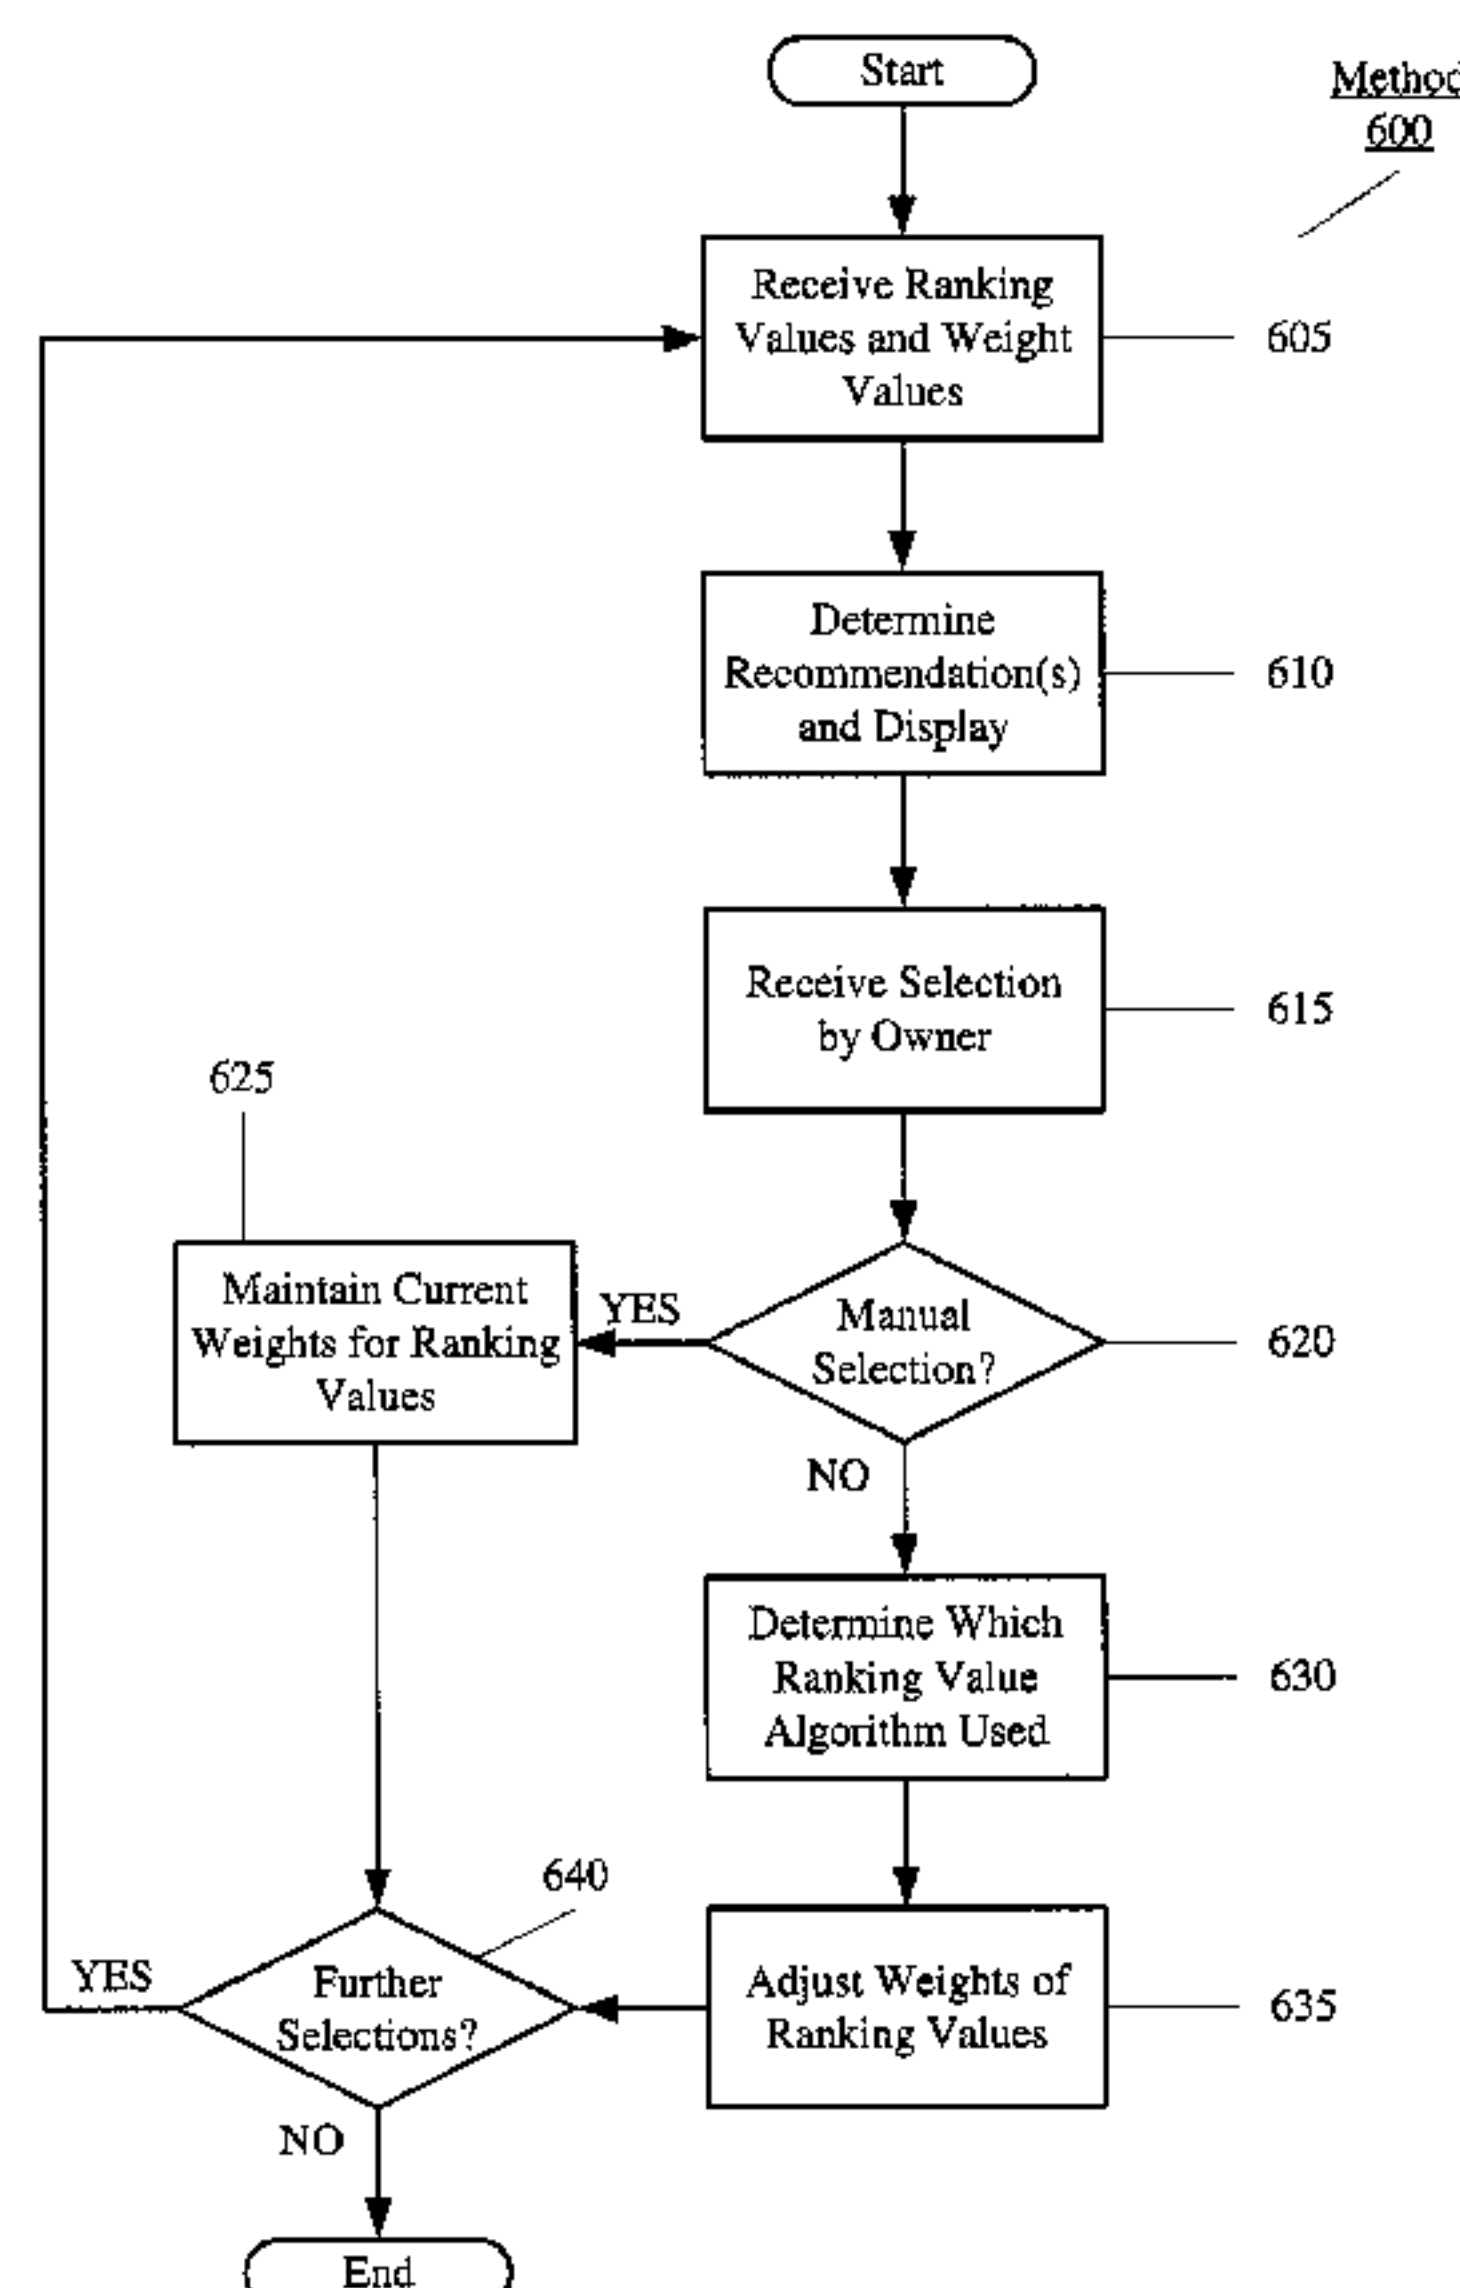 Start
Method
600
Receive Ranking
Values and Weight
Values
605
Determine
Recommendation(s)
and Display
610
Receive Selection
by Owner
615
625
Maintain Current
Weights for Ranking
Values
YES
Manual
Selection?
620
NO
Determine Which
Ranking Value
Algorithm Used
630
640
YES
Further
Selections?
Adjust Weights of
Ranking Values
635
NO
End